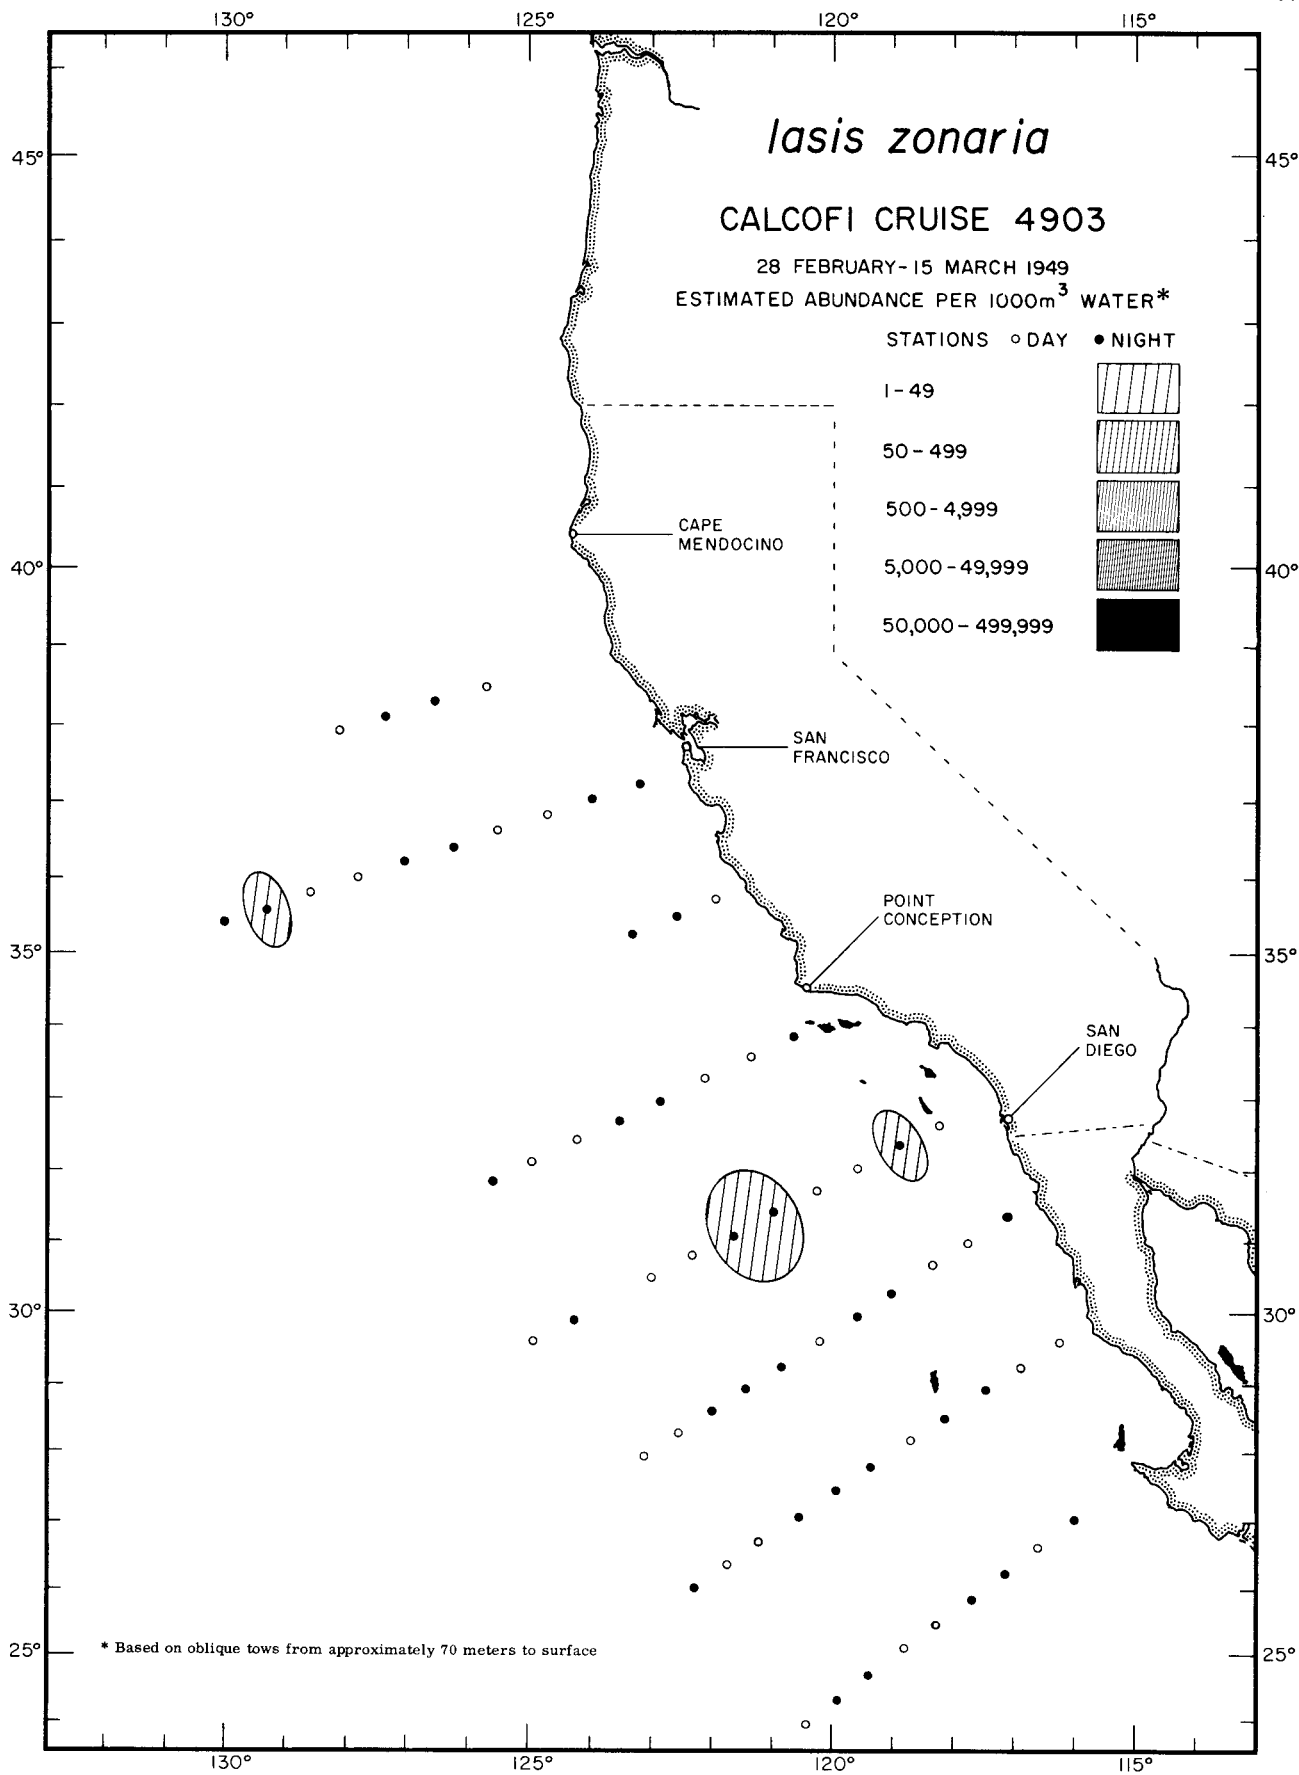 130° 125° 120° 115°
Iasis zonaria
45° 45°
CALCOFI CRUISE 4903
28 FEBRUARY-15 MARCH 1949
ESTIMATED ABUNDANCE PER 1000m³ WATER*
STATIONS ○ DAY ● NIGHT
1-49
50-499
500-4,999
5,000-49,999
50,000-499,999
CAPE
MENDOCINO
40° 40°
SAN
FRANCISCO
POINT
CONCEPTION
35° 35°
SAN
DIEGO
30° 30°
25° 25°
* Based on oblique tows from approximately 70 meters to surface
130° 125° 120° 115°